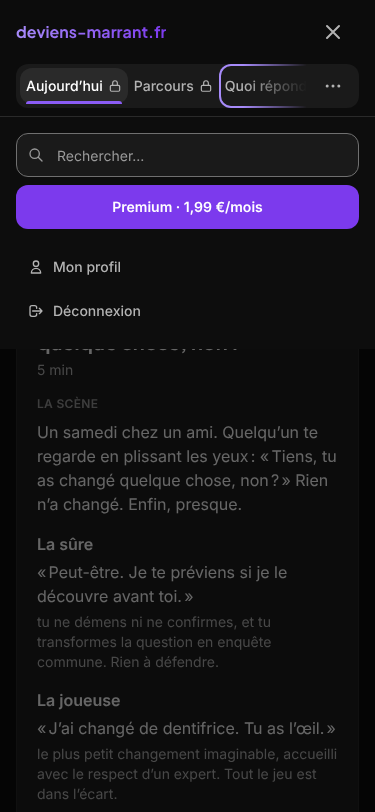 deviens-marrant.fr
Aujourd’hui
Parcours
Quoi répond
Rechercher…
Premium · 1,99 €/mois
Mon profil
Déconnexion
5 min
LA SCÈNE
Un samedi chez un ami. Quelqu’un te
regarde en plissant les yeux : « Tiens, tu
as changé quelque chose, non ? » Rien
n’a changé. Enfin, presque.
La sûre
« Peut-être. Je te préviens si je le
découvre avant toi. »
tu ne démens ni ne confirmes, et tu
transformes la question en enquête
commune. Rien à défendre.
La joueuse
« J’ai changé de dentifrice. Tu as l’œil. »
le plus petit changement imaginable, accueilli
avec le respect d’un expert. Tout le jeu est
dans l’écart.